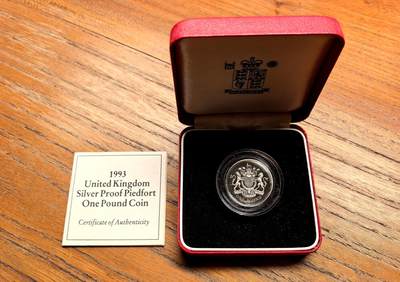 1993
United Kingdom
Silver Proof Piedfort
One Pound Coin
Certificate of Authenticity